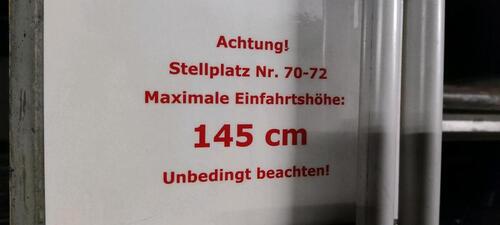 Achtung!
Stellplatz Nr. 70-72
Maximale Einfahrtshöhe:
145 cm
Unbedingt beachten!